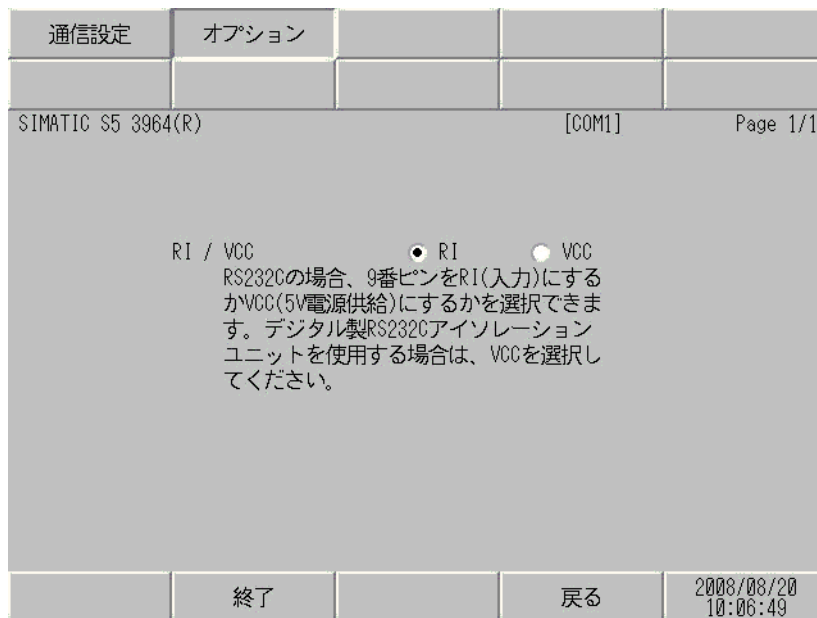 通信設定 オプション
SIMATIC S5 3964(R) [COM1] Page 1/1
RI / VCC RI VCC
RS232Cの場合、9番ピンをRI(入力)にする
かVCC(5V電源供給)にするかを選択できま
す。デジタル製RS232Cアイソレーション
ユニットを使用する場合は、VCCを選択し
てください。
終了 戻る 2008/08/20
10:06:49